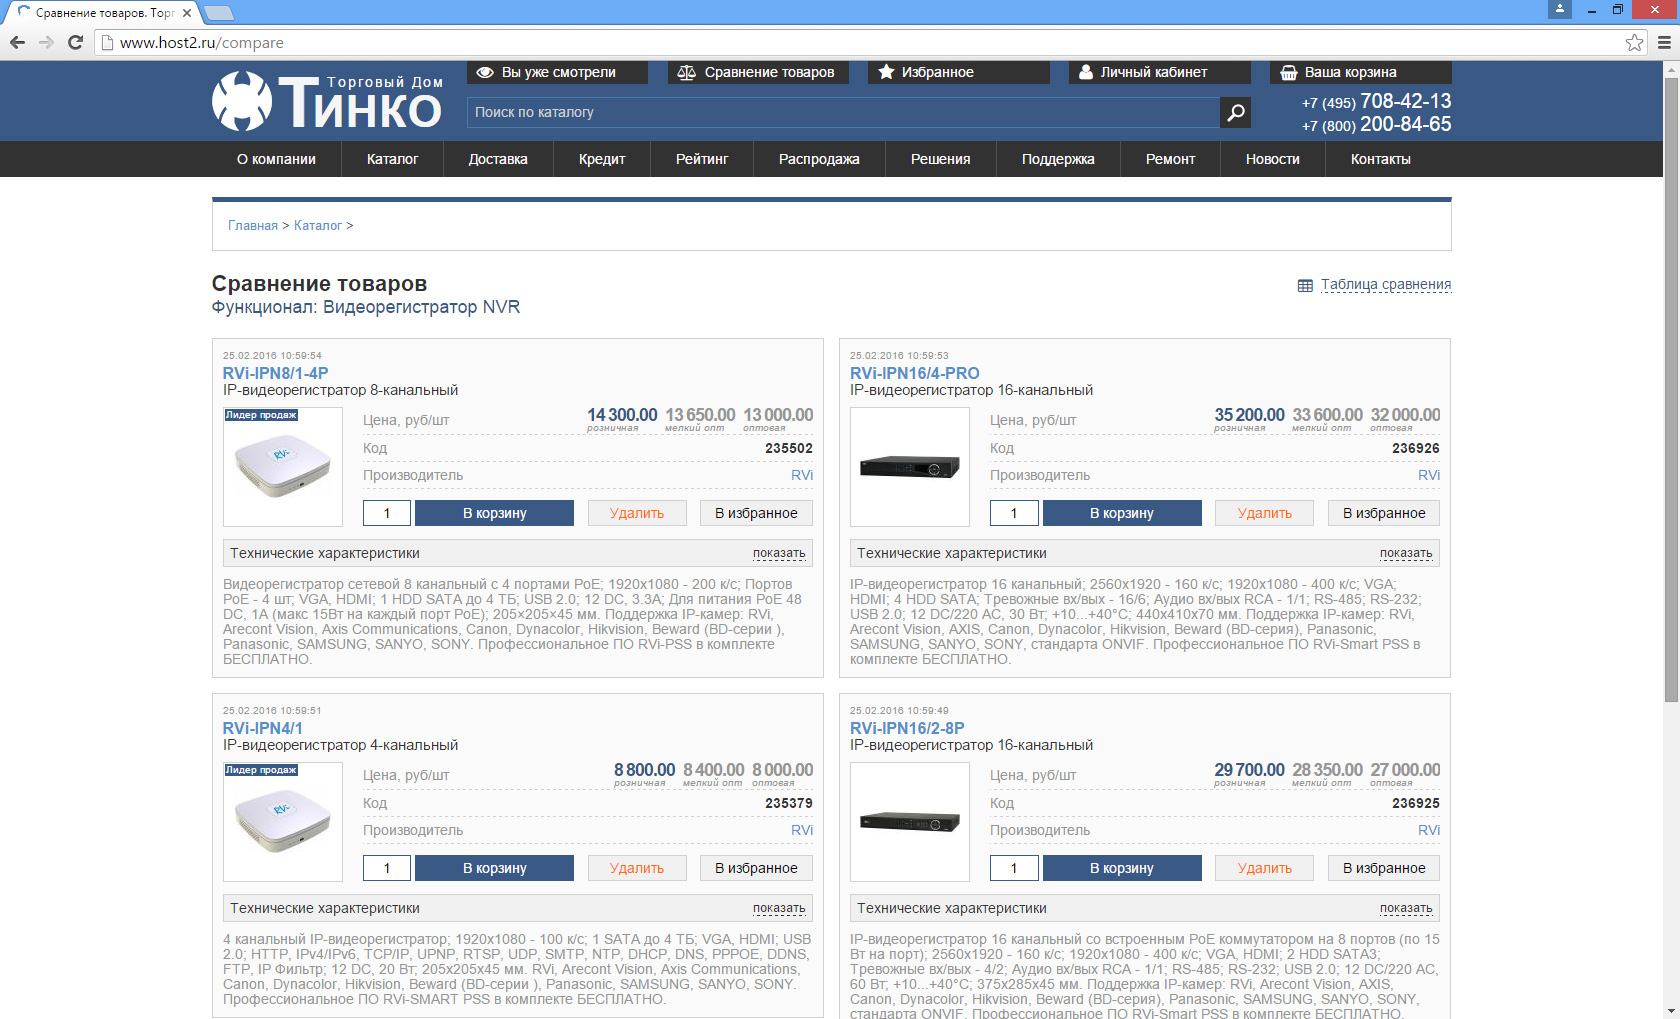 Сравнение товаров. Торг
www.host2.ru/compare
Торговый Дом
Тинко
Вы уже смотрели
Сравнение товаров
Избранное
Личный кабинет
Ваша корзина
Поиск по каталогу
+7 (495) 708-42-13
+7 (800) 200-84-65
О компании
Каталог
Доставка
Кредит
Рейтинг
Распродажа
Решения
Поддержка
Ремонт
Новости
Контакты
Главная > Каталог >
Сравнение товаров
Таблица сравнения
Функционал: Видеорегистратор NVR
25.02.2016 10:59:54
RVi-IPN8/1-4P
IP-видеорегистратор 8-канальный
Лидер продаж
RVi
Цена, руб/шт
14 300.00 13 650.00 13 000.00
розничная мелкий опт оптовая
Код 235502
Производитель RVi
1 В корзину Удалить В избранное
Технические характеристики показать
Видеорегистратор сетевой 8 канальный с 4 портами PoE; 1920x1080 - 200 к/с; Портов
PoE - 4 шт; VGA, HDMI; 1 HDD SATA до 4 ТБ; USB 2.0; 12 DC, 3.3A; Для питания PoE 48
DC, 1A (макс 15Вт на каждый порт PoE); 205×205×45 мм. Поддержка IP-камер: RVi,
Arecont Vision, Axis Communications, Canon, Dynacolor, Hikvision, Beward (BD-серии ),
Panasonic, SAMSUNG, SANYO, SONY. Профессиональное ПО RVi-PSS в комплекте
БЕСПЛАТНО.
25.02.2016 10:59:53
RVi-IPN16/4-PRO
IP-видеорегистратор 16-канальный
Цена, руб/шт
35 200.00 33 600.00 32 000.00
розничная мелкий опт оптовая
Код 236926
Производитель RVi
1 В корзину Удалить В избранное
Технические характеристики показать
IP-видеорегистратор 16 канальный; 2560x1920 - 160 к/с; 1920x1080 - 400 к/с; VGA;
HDMI; 4 HDD SATA; Тревожные вх/вых - 16/6; Аудио вх/вых RCA - 1/1; RS-485; RS-232;
USB 2.0; 12 DC/220 AC, 30 Вт; +10...+40°C; 440x410x70 мм. Поддержка IP-камер: RVi,
Arecont Vision, AXIS, Canon, Dynacolor, Hikvision, Beward (BD-серия), Panasonic,
SAMSUNG, SANYO, SONY, стандарта ONVIF. Профессиональное ПО RVi-Smart PSS в
комплекте БЕСПЛАТНО.
25.02.2016 10:59:51
RVi-IPN4/1
IP-видеорегистратор 4-канальный
Лидер продаж
RVi
Цена, руб/шт
8 800.00 8 400.00 8 000.00
розничная мелкий опт оптовая
Код 235379
Производитель RVi
1 В корзину Удалить В избранное
Технические характеристики показать
4 канальный IP-видеорегистратор; 1920x1080 - 100 к/с; 1 SATA до 4 ТБ; VGA, HDMI; USB
2.0; HTTP, IPv4/IPv6, TCP/IP, UPNP, RTSP, UDP, SMTP, NTP, DHCP, DNS, PPPOE, DDNS,
FTP, IP Фильтр; 12 DC, 20 Вт; 205x205x45 мм. RVi, Arecont Vision, Axis Communications,
Canon, Dynacolor, Hikvision, Beward (BD-серии ), Panasonic, SAMSUNG, SANYO, SONY.
Профессиональное ПО RVi-SMART PSS в комплекте БЕСПЛАТНО.
25.02.2016 10:59:49
RVi-IPN16/2-8P
IP-видеорегистратор 16-канальный
Цена, руб/шт
29 700.00 28 350.00 27 000.00
розничная мелкий опт оптовая
Код 236925
Производитель RVi
1 В корзину Удалить В избранное
Технические характеристики показать
IP-видеорегистратор 16 канальный со встроенным PoE коммутатором на 8 портов (по 15
Вт на порт); 2560x1920 - 160 к/с; 1920x1080 - 400 к/с; VGA, HDMI; 2 HDD SATA3;
Тревожные вх/вых - 4/2; Аудио вх/вых RCA - 1/1; RS-485; RS-232; USB 2.0; 12 DC/220 AC,
60 Вт; +10...+40°C; 375x285x45 мм. Поддержка IP-камер: RVi, Arecont Vision, AXIS,
Canon, Dynacolor, Hikvision, Beward (BD-серия), Panasonic, SAMSUNG, SANYO, SONY,
стандарта ONVIF. Профессиональное ПО RVi-Smart PSS в комплекте БЕСПЛАТНО.